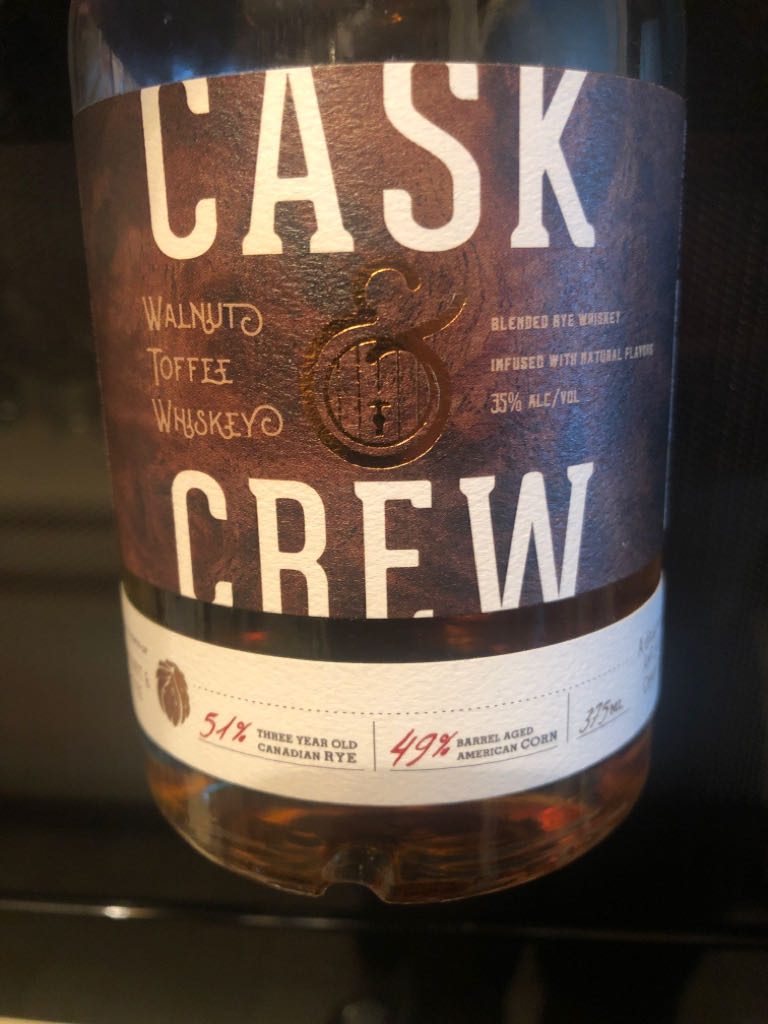 CASK
WALNUT
TOFFEE
WHISKEY
&
BLENDED RYE WHISKEY
INFUSED WITH NATURAL FLAVORS
35% ALC/VOL
CREW
51% THREE YEAR OLD
CANADIAN RYE
49% BARREL AGED
AMERICAN CORN
375ML